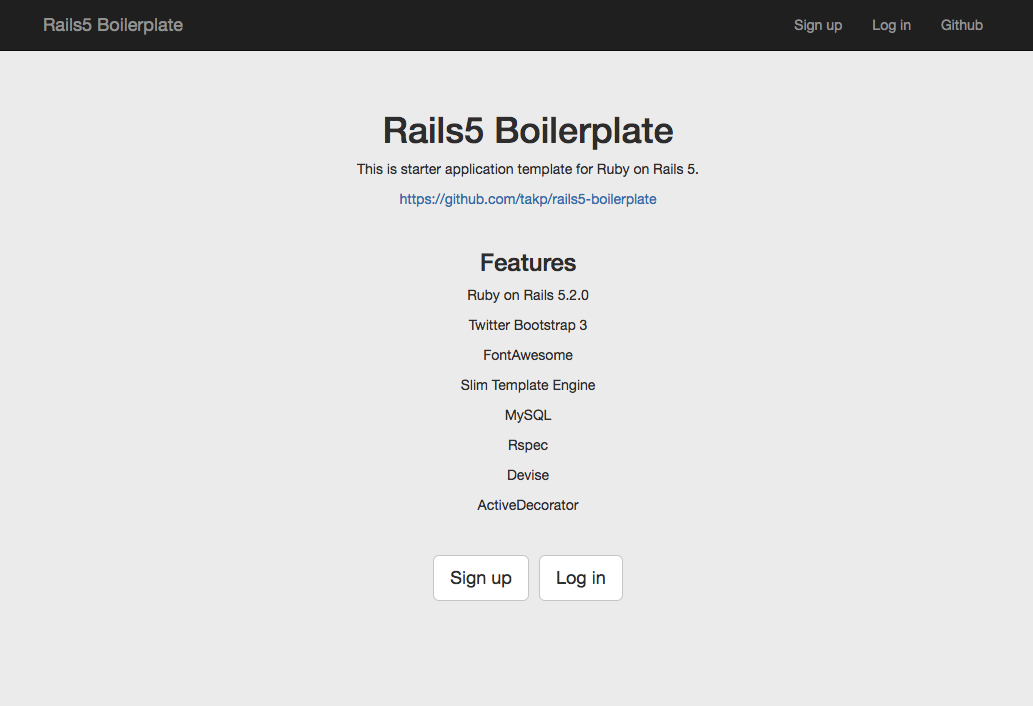 Rails5 Boilerplate
Sign up Log in Github
Rails5 Boilerplate
This is starter application template for Ruby on Rails 5.
https://github.com/takp/rails5-boilerplate
Features
Ruby on Rails 5.2.0
Twitter Bootstrap 3
FontAwesome
Slim Template Engine
MySQL
Rspec
Devise
ActiveDecorator
Sign up Log in